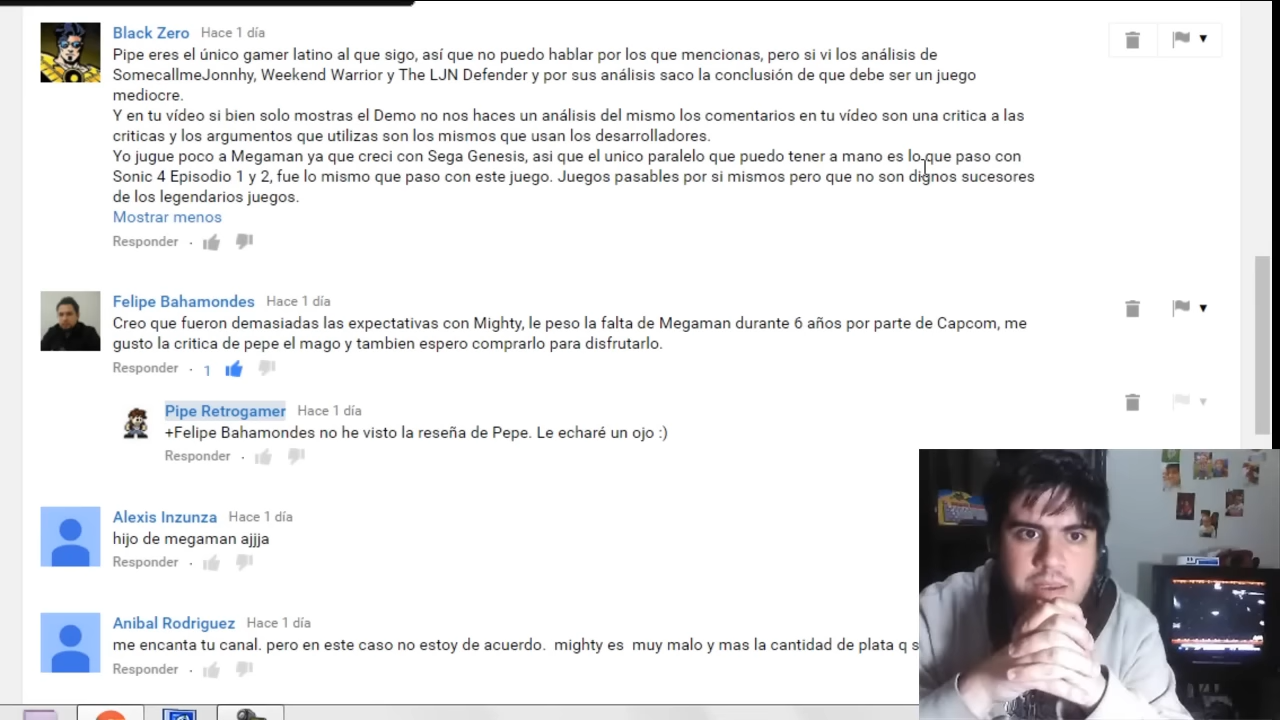 Black Zero Hace 1 día
Pipe eres el único gamer latino al que sigo, así que no puedo hablar por los que mencionas, pero si vi los análisis de
SomecallmeJonnhy, Weekend Warrior y The LJN Defender y por sus análisis saco la conclusión de que debe ser un juego
mediocre.
Y en tu vídeo si bien solo mostras el Demo no nos haces un análisis del mismo los comentarios en tu vídeo son una critica a las
criticas y los argumentos que utilizas son los mismos que usan los desarrolladores.
Yo jugue poco a Megaman ya que creci con Sega Genesis, asi que el unico paralelo que puedo tener a mano es lo que paso con
Sonic 4 Episodio 1 y 2, fue lo mismo que paso con este juego. Juegos pasables por si mismos pero que no son dignos sucesores
de los legendarios juegos.
Mostrar menos
Responder ·
Felipe Bahamondes Hace 1 día
Creo que fueron demasiadas las expectativas con Mighty, le peso la falta de Megaman durante 6 años por parte de Capcom, me
gusto la critica de pepe el mago y tambien espero comprarlo para disfrutarlo.
Responder · 1
Pipe Retrogamer Hace 1 día
+Felipe Bahamondes no he visto la reseña de Pepe. Le echaré un ojo :)
Responder ·
Alexis Inzunza Hace 1 día
hijo de megaman ajjja
Responder ·
Anibal Rodriguez Hace 1 día
me encanta tu canal. pero en este caso no estoy de acuerdo. mighty es muy malo y mas la cantidad de plata q s
Responder ·